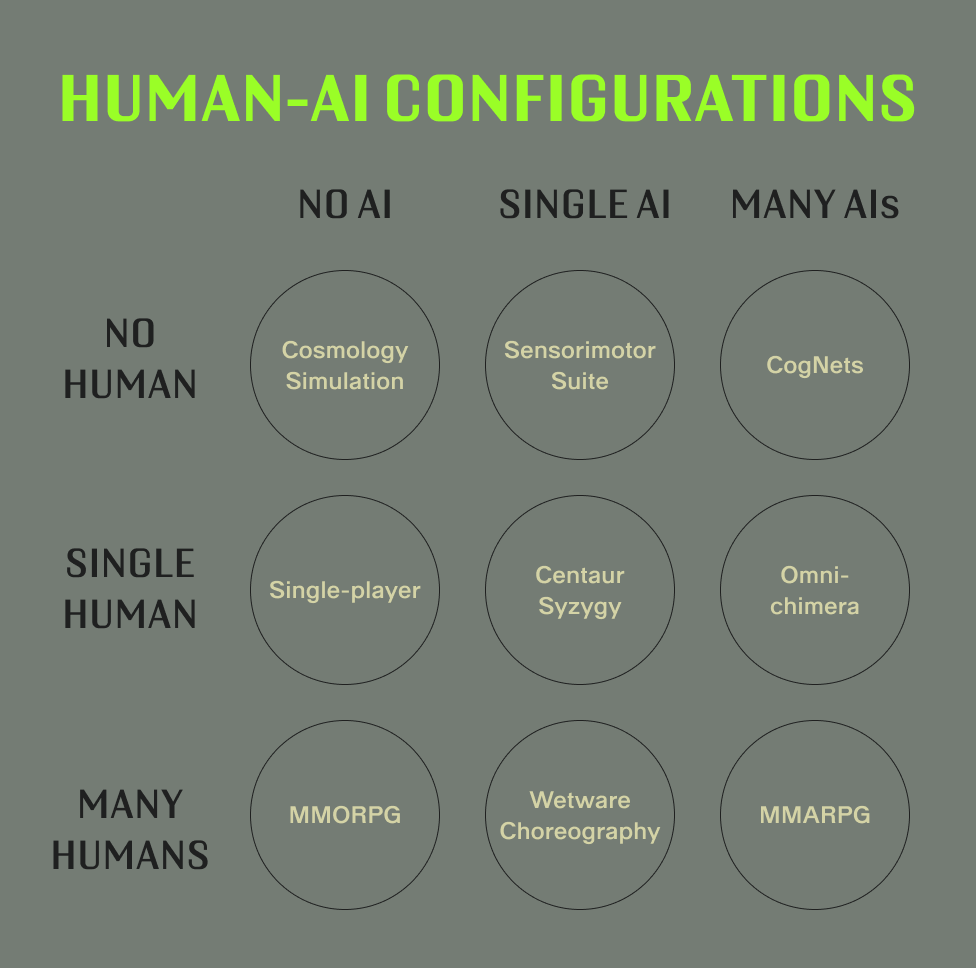 HUMAN-AI CONFIGURATIONS
NO AI
SINGLE AI
MANY AIs
NO
HUMAN
Cosmology
Simulation
Sensorimotor
Suite
CogNets
SINGLE
HUMAN
Single-player
Centaur
Syzygy
Omni-
chimera
MANY
HUMANS
MMORPG
Wetware
Choreography
MMARPG